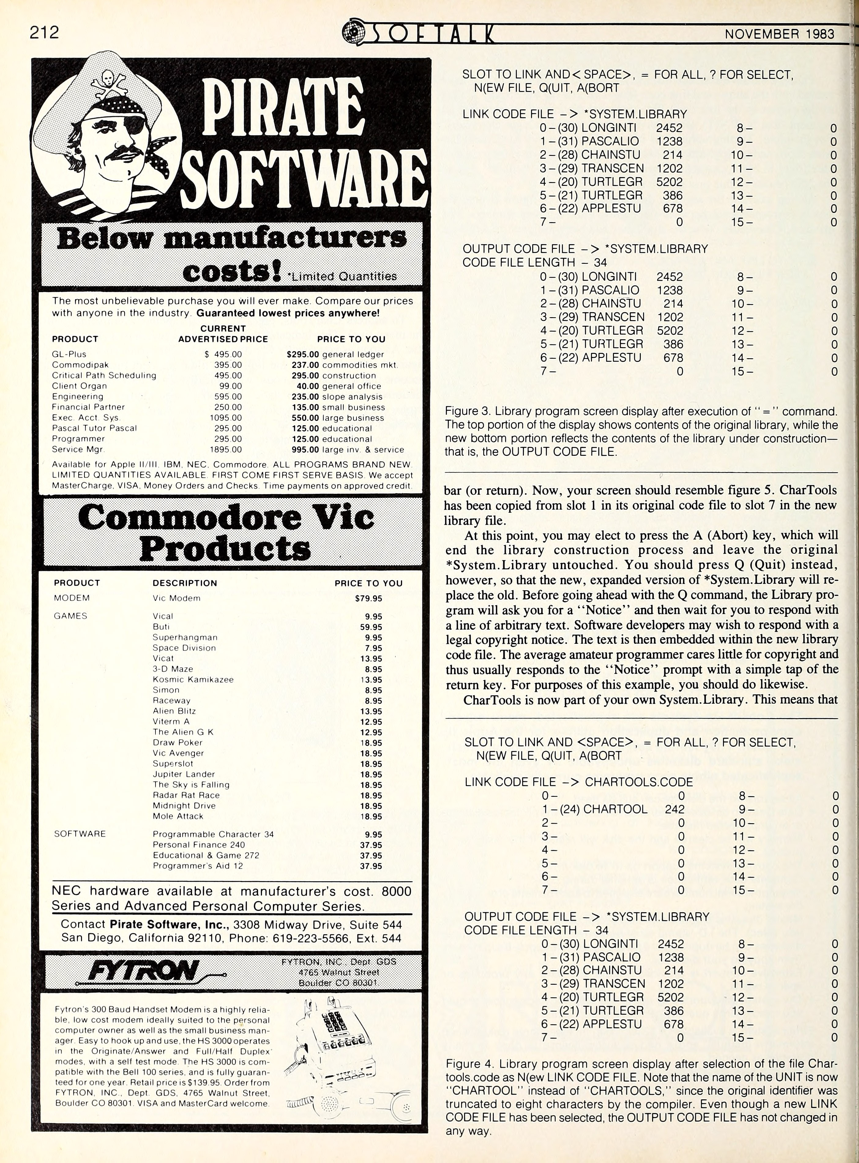 212
SOFTALK
NOVEMBER 1983
PIRATE
SOFTWARE
Below manufacturers
costs! *Limited Quantities
The most unbelievable purchase you will ever make. Compare our prices
with anyone in the industry. Guaranteed lowest prices anywhere!
CURRENT
PRODUCT ADVERTISED PRICE PRICE TO YOU
GL-Plus $ 495.00 $295.00 general ledger
Commodipak 395.00 237.00 commodities mkt.
Critical Path Scheduling 495.00 295.00 construction
Client Organ 99.00 40.00 general office
Engineering 595.00 235.00 slope analysis
Financial Partner 250.00 135.00 small business
Exec. Acct. Sys. 1095.00 550.00 large business
Pascal Tutor Pascal 295.00 125.00 educational
Programmer 295.00 125.00 educational
Service Mgr. 1895.00 995.00 large inv. & service
Available for Apple II/III, IBM, NEC, Commodore. ALL PROGRAMS BRAND NEW.
LIMITED QUANTITIES AVAILABLE. FIRST COME FIRST SERVE BASIS. We accept
MasterCharge, VISA, Money Orders and Checks. Time payments on approved credit.
Commodore Vic
Products
PRODUCT DESCRIPTION PRICE TO YOU
MODEM Vic Modem $79.95
GAMES Vical 9.95
Buti 59.95
Superhangman 9.95
Space Division 7.95
Vicat 13.95
3-D Maze 8.95
Kosmic Kamikazee 13.95
Simon 8.95
Raceway 8.95
Alien Blitz 13.95
Viterm A 12.95
The Alien G K 12.95
Draw Poker 18.95
Vic Avenger 18.95
Superslot 18.95
Jupiter Lander 18.95
The Sky is Falling 18.95
Radar Rat Race 18.95
Midnight Drive 18.95
Mole Attack 18.95
SOFTWARE Programmable Character 34 9.95
Personal Finance 240 37.95
Educational & Game 272 37.95
Programmer's Aid 12 37.95
NEC hardware available at manufacturer's cost. 8000
Series and Advanced Personal Computer Series.
Contact Pirate Software, Inc., 3308 Midway Drive, Suite 544
San Diego, California 92110, Phone: 619-223-5566, Ext. 544
FYTRON
FYTRON, INC., Dept. GDS
4765 Walnut Street
Boulder CO 80301
Fytron's 300 Baud Handset Modem is a highly relia-
ble, low cost modem ideally suited to the personal
computer owner as well as the small business man-
ager. Easy to hook up and use, the HS 3000 operates
in the Originate/Answer and Full/Half Duplex
modes, with a self test mode. The HS 3000 is com-
patible with the Bell 100 series, and is fully guaran-
teed for one year. Retail price is $139.95. Order from
FYTRON, INC., Dept. GDS, 4765 Walnut Street,
Boulder CO 80301. VISA and MasterCard welcome.
SLOT TO LINK AND< SPACE>, = FOR ALL, ? FOR SELECT,
N(EW FILE, Q(UIT, A(BORT
LINK CODE FILE -> *SYSTEM.LIBRARY
0-(30) LONGINTI 2452 8- 0
1-(31) PASCALIO 1238 9- 0
2-(28) CHAINSTU 214 10- 0
3-(29) TRANSCEN 1202 11- 0
4-(20) TURTLEGR 5202 12- 0
5-(21) TURTLEGR 386 13- 0
6-(22) APPLESTU 678 14- 0
7- 0 15- 0
OUTPUT CODE FILE -> *SYSTEM.LIBRARY
CODE FILE LENGTH - 34
0-(30) LONGINTI 2452 8- 0
1-(31) PASCALIO 1238 9- 0
2-(28) CHAINSTU 214 10- 0
3-(29) TRANSCEN 1202 11- 0
4-(20) TURTLEGR 5202 12- 0
5-(21) TURTLEGR 386 13- 0
6-(22) APPLESTU 678 14- 0
7- 0 15- 0
Figure 3. Library program screen display after execution of "=" command.
The top portion of the display shows contents of the original library, while the
new bottom portion reflects the contents of the library under construction—
that is, the OUTPUT CODE FILE.
bar (or return). Now, your screen should resemble figure 5. CharTools
has been copied from slot 1 in its original code file to slot 7 in the new
library file.
At this point, you may elect to press the A (Abort) key, which will
end the library construction process and leave the original
*System.Library untouched. You should press Q (Quit) instead,
however, so that the new, expanded version of *System.Library will re-
place the old. Before going ahead with the Q command, the Library pro-
gram will ask you for a "Notice" and then wait for you to respond with
a line of arbitrary text. Software developers may wish to respond with a
legal copyright notice. The text is then embedded within the new library
code file. The average amateur programmer cares little for copyright and
thus usually responds to the "Notice" prompt with a simple tap of the
return key. For purposes of this example, you should do likewise.
CharTools is now part of your own System.Library. This means that
SLOT TO LINK AND <SPACE>, = FOR ALL, ? FOR SELECT,
N(EW FILE, Q(UIT, A(BORT
LINK CODE FILE -> CHARTOOLS.CODE
0- 0 8- 0
1-(24) CHARTOOL 242 9- 0
2- 0 10- 0
3- 0 11- 0
4- 0 12- 0
5- 0 13- 0
6- 0 14- 0
7- 0 15- 0
OUTPUT CODE FILE -> *SYSTEM.LIBRARY
CODE FILE LENGTH - 34
0-(30) LONGINTI 2452 8- 0
1-(31) PASCALIO 1238 9- 0
2-(28) CHAINSTU 214 10- 0
3-(29) TRANSCEN 1202 11- 0
4-(20) TURTLEGR 5202 12- 0
5-(21) TURTLEGR 386 13- 0
6-(22) APPLESTU 678 14- 0
7- 0 15- 0
Figure 4. Library program screen display after selection of the file Char-
tools.code as N(ew LINK CODE FILE. Note that the name of the UNIT is now
"CHARTOOL" instead of "CHARTOOLS," since the original identifier was
truncated to eight characters by the compiler. Even though a new LINK
CODE FILE has been selected, the OUTPUT CODE FILE has not changed in
any way.